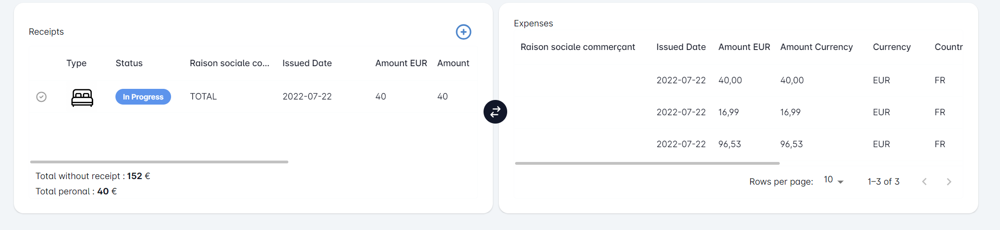 Receipts
Type Status Raison sociale co... Issued Date Amount EUR Amount
In Progress TOTAL 2022-07-22 40 40
Total without receipt : 152 €
Total peronal : 40 €
Expenses
Raison sociale commerçant Issued Date Amount EUR Amount Currency Currency Countr
2022-07-22 40,00 40,00 EUR FR
2022-07-22 16,99 16,99 EUR FR
2022-07-22 96,53 96,53 EUR FR
Rows per page: 10 1–3 of 3